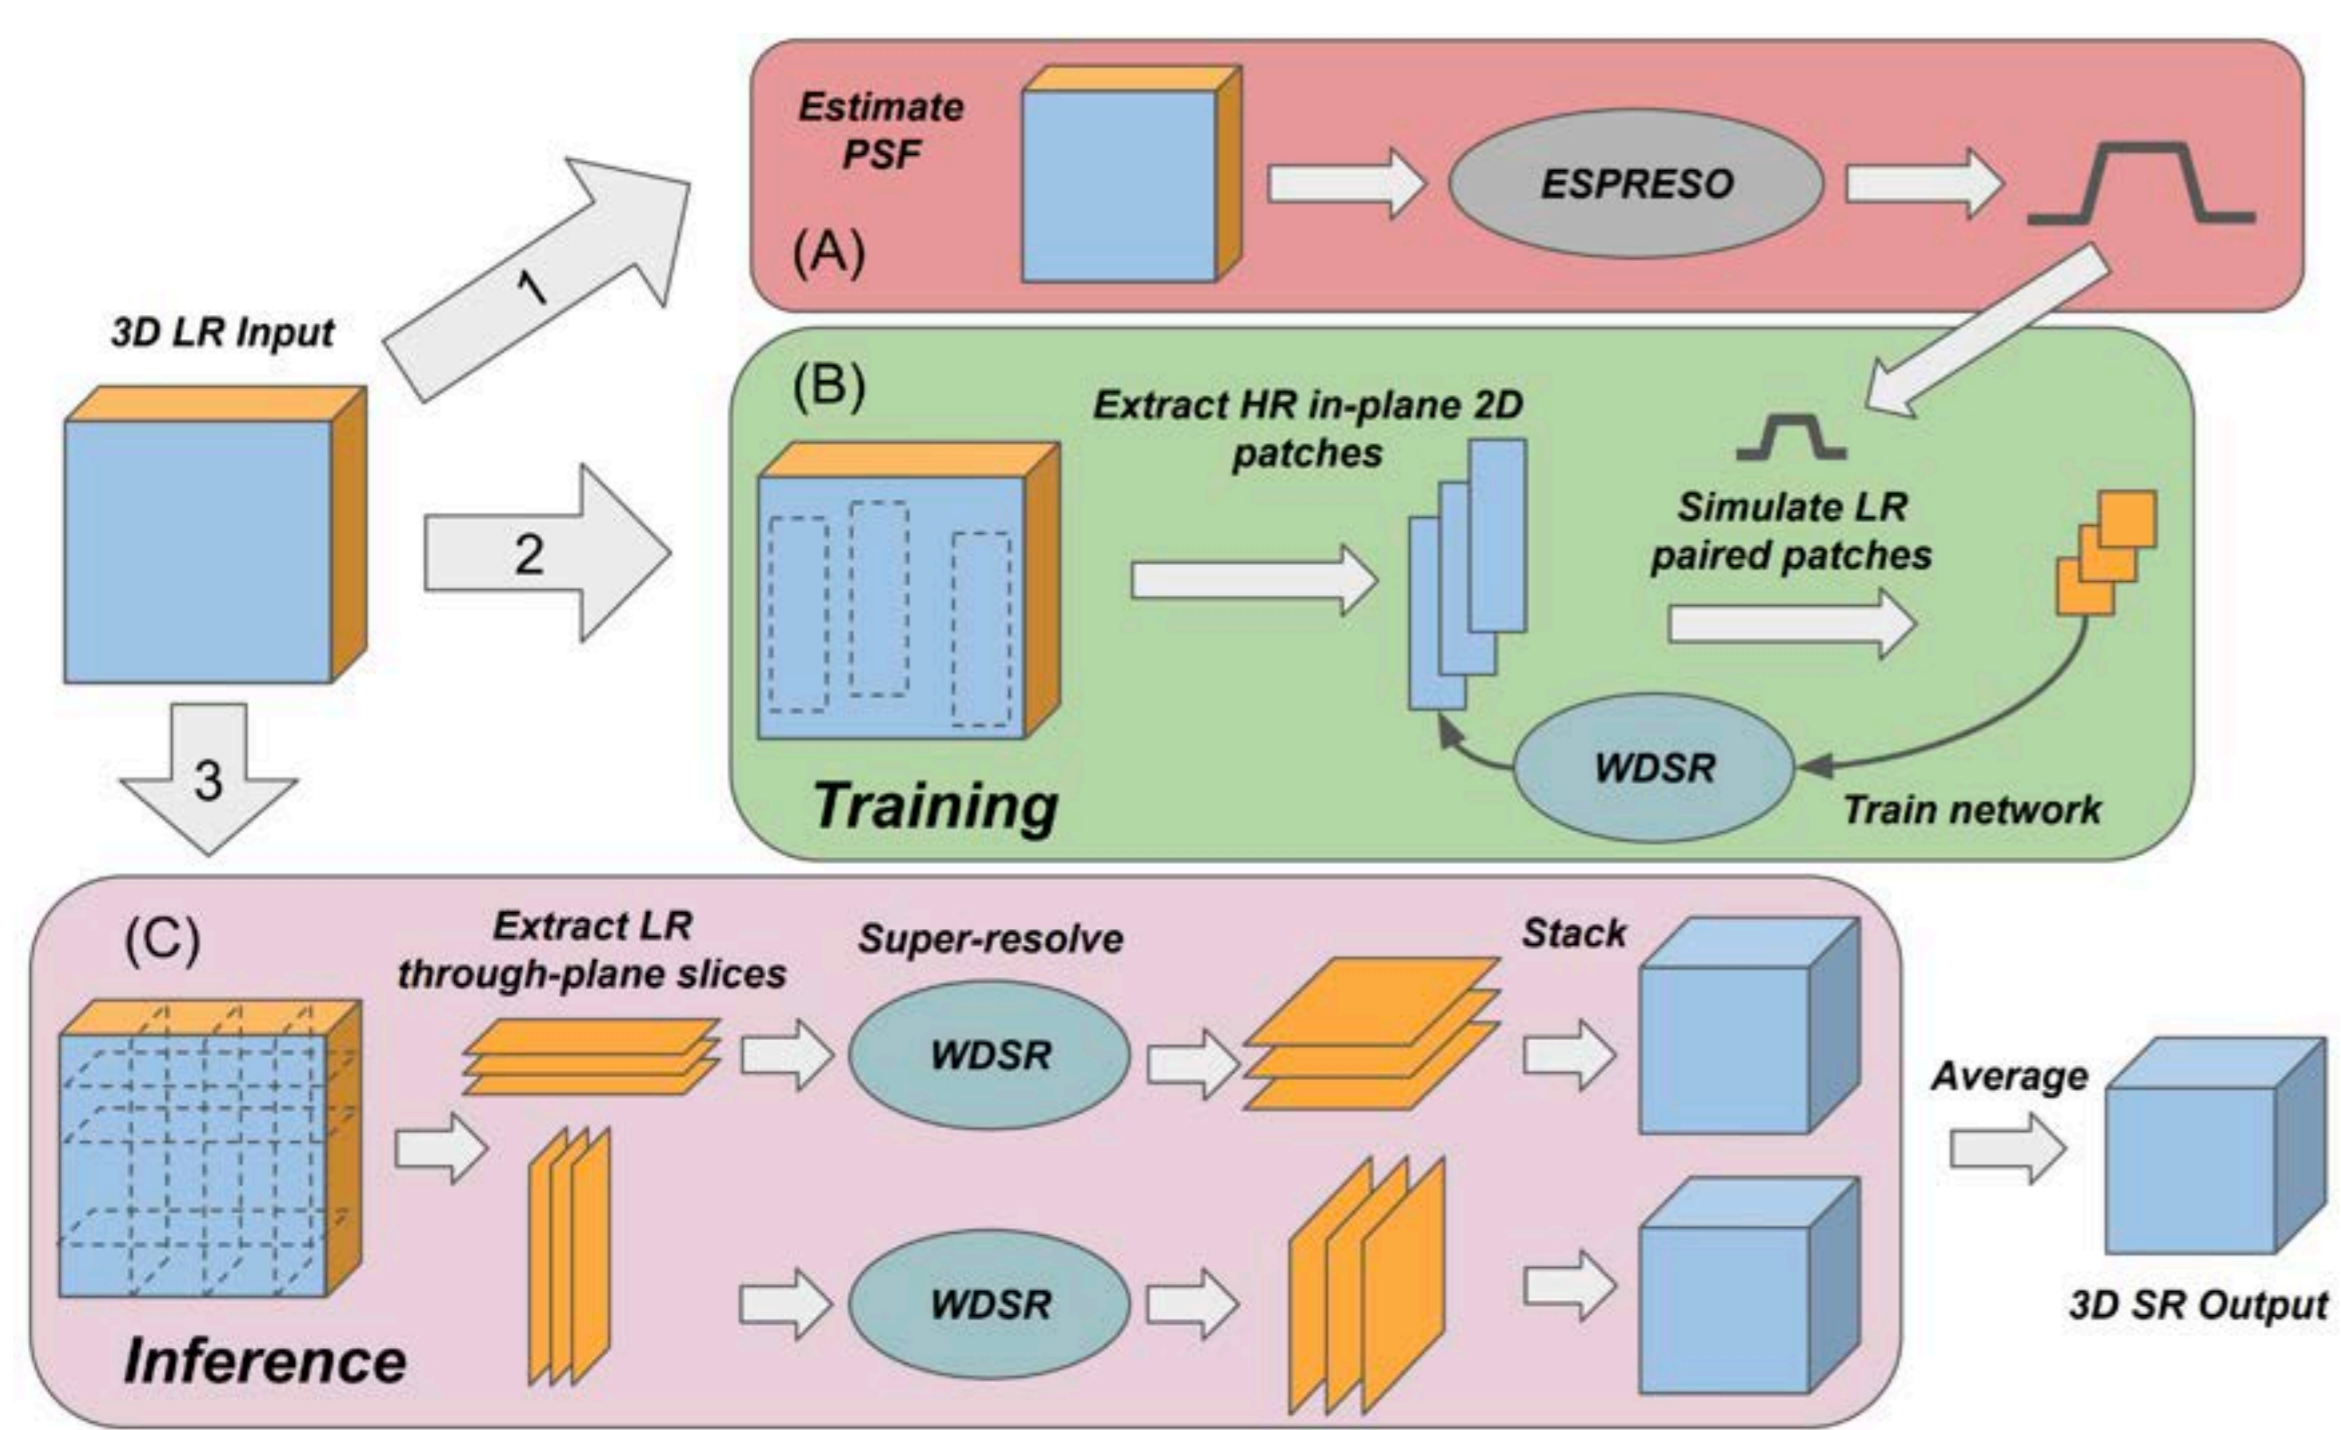 Estimate
PSF
(A)
ESPRESO
1
3D LR Input
2
3
(B)
Extract HR in-plane 2D
patches
Simulate LR
paired patches
WDSR
Train network
Training
(C)
Extract LR
through-plane slices
Super-resolve
Stack
WDSR
WDSR
Inference
Average
3D SR Output